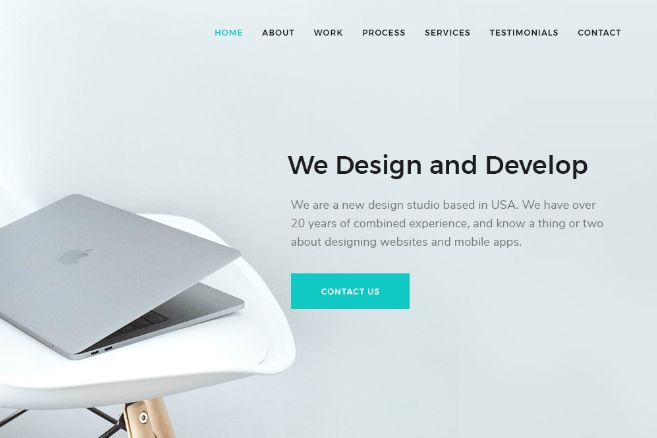 HOME ABOUT WORK PROCESS SERVICES TESTIMONIALS CONTACT
We Design and Develop
We are a new design studio based in USA. We have over
20 years of combined experience, and know a thing or two
about designing websites and mobile apps.
CONTACT US